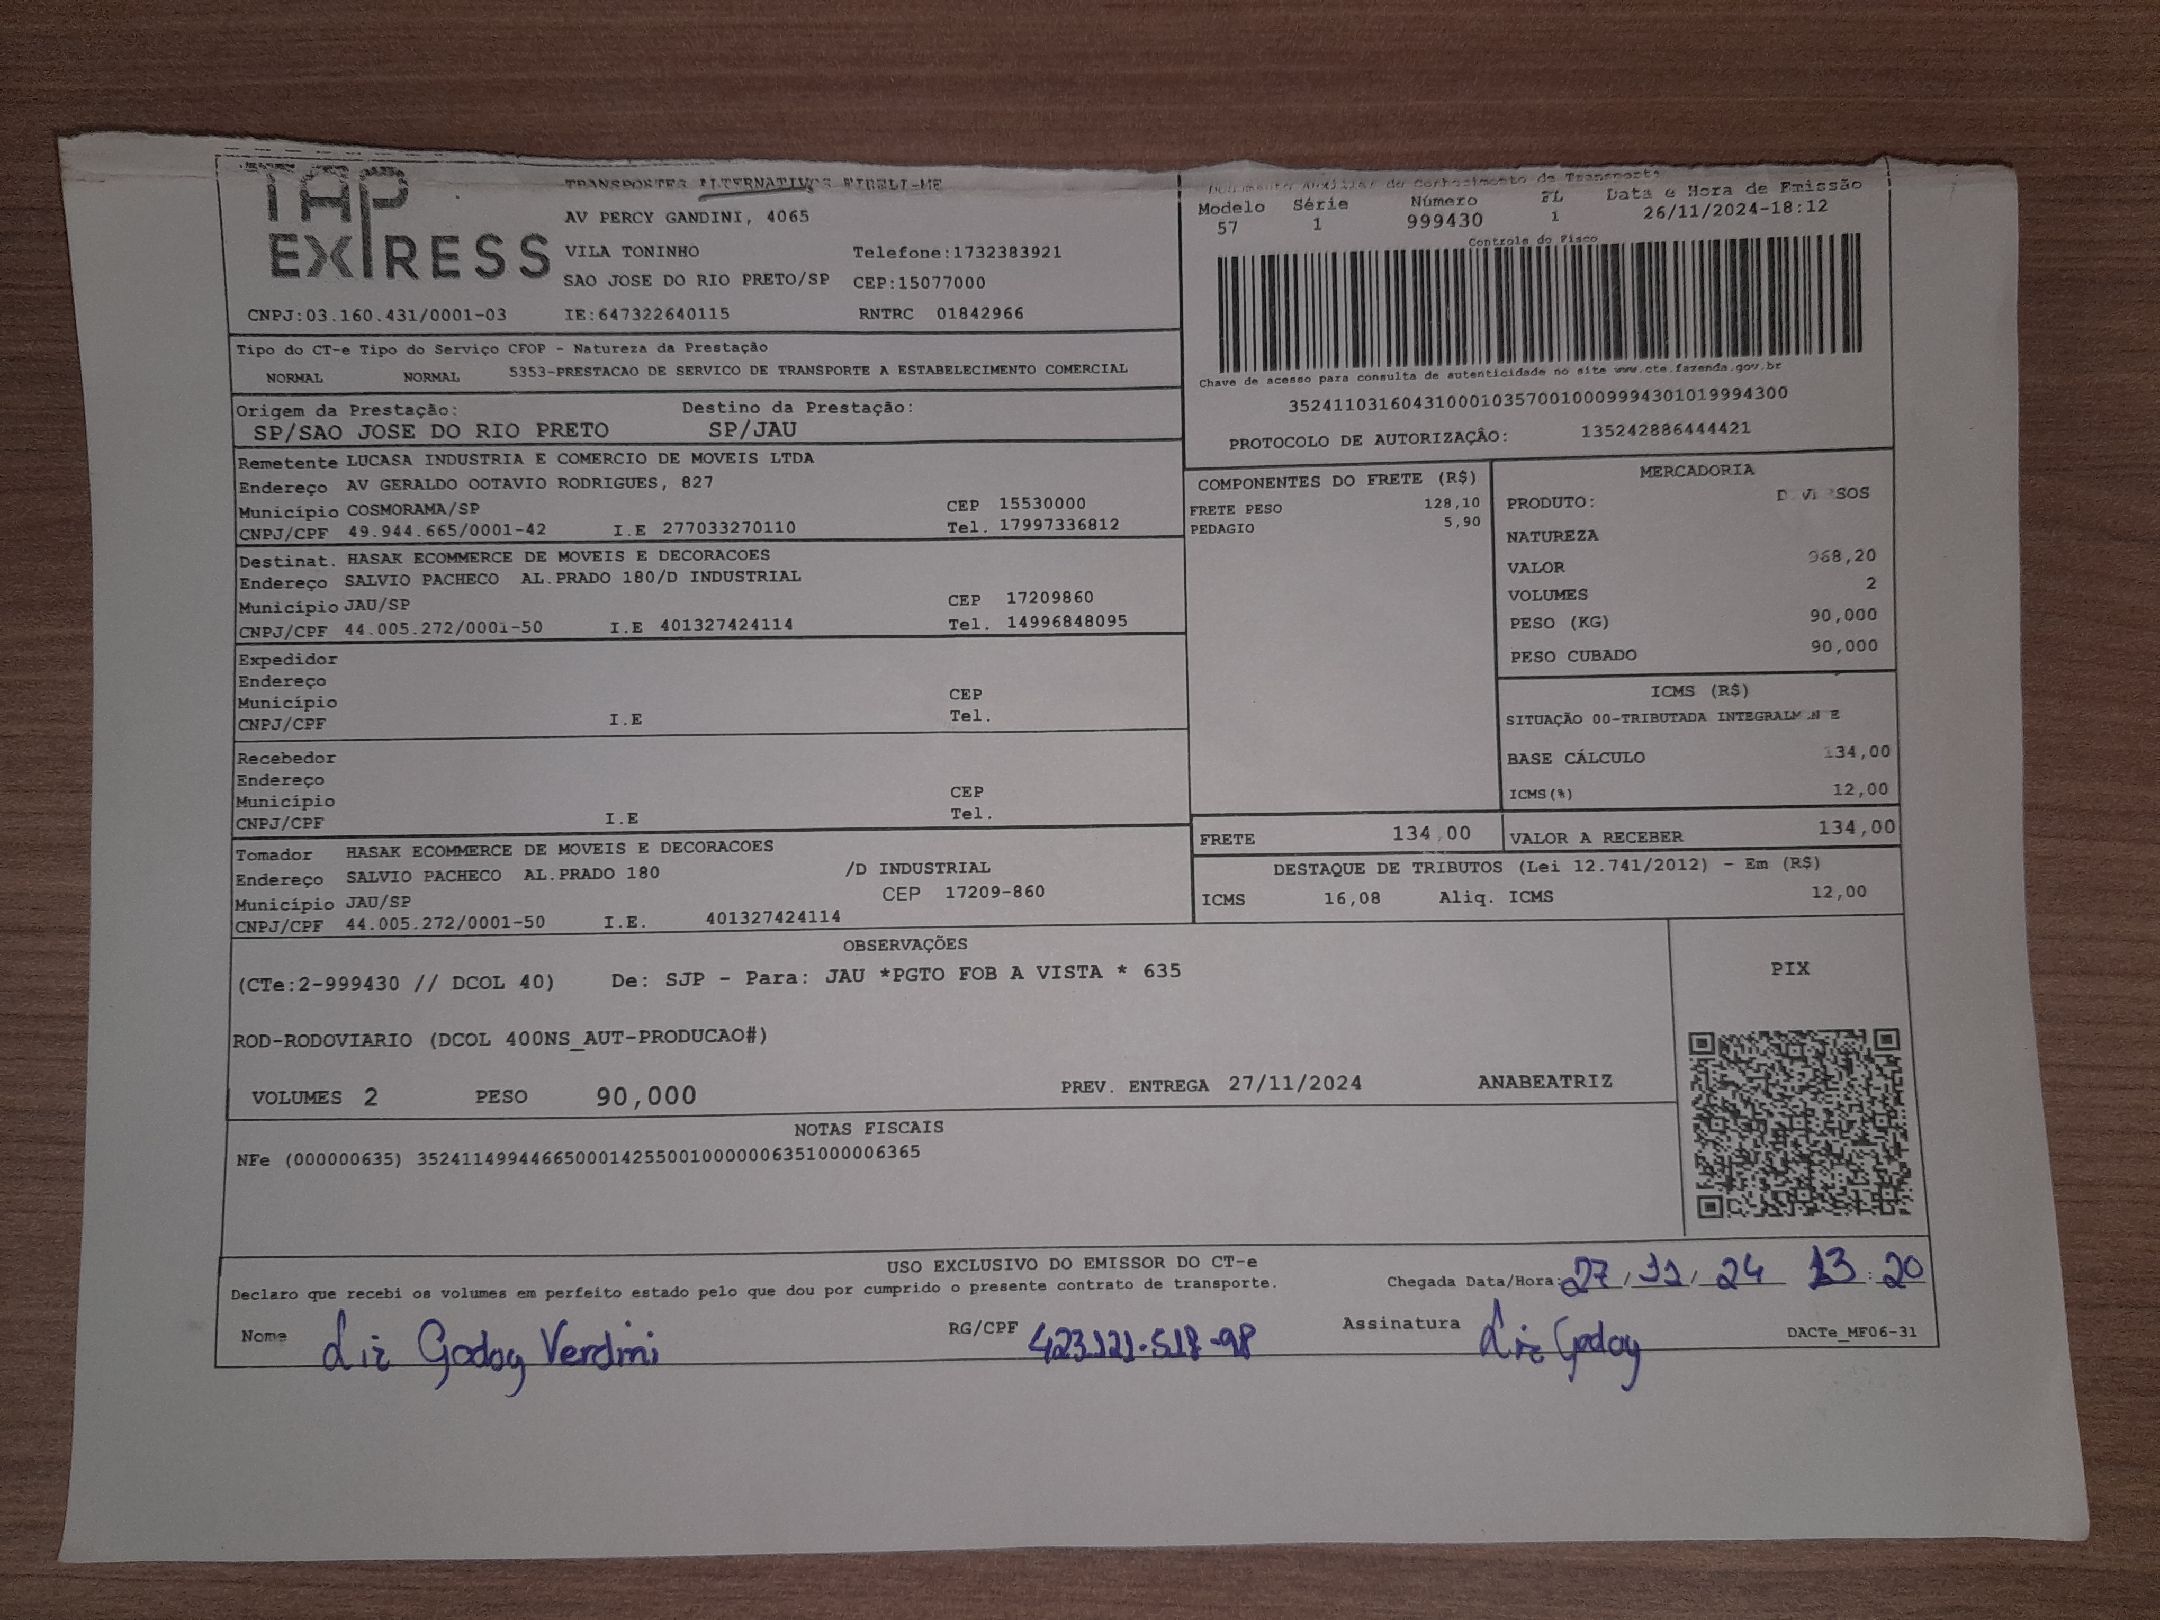 TAP EXPRESS
TRANSPORTES ALTERNATIVOS EIRELI-ME
AV PERCY GANDINI, 4065
VILA TONINHO Telefone:1732383921
SAO JOSE DO RIO PRETO/SP CEP:15077000
CNPJ:03.160.431/0001-03 IE:647322640115 RNTRC 01842966
Documento Auxiliar do Conhecimento de Transporte
Modelo Série Número FL Data e Hora de Emissão
57 1 999430 1 26/11/2024-18:12
Controle do Fisco
Chave de acesso para consulta de autenticidade no site www.cte.fazenda.gov.br
35241103160431000103570010009994301019994300
PROTOCOLO DE AUTORIZAÇÃO: 135242886444421
Tipo do CT-e Tipo do Serviço CFOP - Natureza da Prestação
NORMAL NORMAL 5353-PRESTACAO DE SERVICO DE TRANSPORTE A ESTABELECIMENTO COMERCIAL
Origem da Prestação: Destino da Prestação:
SP/SAO JOSE DO RIO PRETO SP/JAU
Remetente LUCASA INDUSTRIA E COMERCIO DE MOVEIS LTDA
Endereço AV GERALDO OOTAVIO RODRIGUES, 827
Município COSMORAMA/SP CEP 15530000
CNPJ/CPF 49.944.665/0001-42 I.E 277033270110 Tel. 17997336812
Destinat. HASAK ECOMMERCE DE MOVEIS E DECORACOES
Endereço SALVIO PACHECO AL.PRADO 180/D INDUSTRIAL
Município JAU/SP CEP 17209860
CNPJ/CPF 44.005.272/0001-50 I.E 401327424114 Tel. 14996848095
Expedidor
Endereço
Município CEP
CNPJ/CPF I.E Tel.
Recebedor
Endereço
Município CEP
CNPJ/CPF I.E Tel.
Tomador HASAK ECOMMERCE DE MOVEIS E DECORACOES
Endereço SALVIO PACHECO AL.PRADO 180 /D INDUSTRIAL
Município JAU/SP CEP 17209-860
CNPJ/CPF 44.005.272/0001-50 I.E. 401327424114
COMPONENTES DO FRETE (R$)
FRETE PESO 128,10
PEDAGIO 5,90
MERCADORIA
PRODUTO: DIVERSOS
NATUREZA
VALOR 968,20
VOLUMES 2
PESO (KG) 90,000
PESO CUBADO 90,000
ICMS (R$)
SITUAÇÃO 00-TRIBUTADA INTEGRALMENTE
BASE CÁLCULO 134,00
ICMS(%) 12,00
FRETE 134,00 VALOR A RECEBER 134,00
DESTAQUE DE TRIBUTOS (Lei 12.741/2012) - Em (R$)
ICMS 16,08 Aliq. ICMS 12,00
OBSERVAÇÕES
(CTe:2-999430 // DCOL 40) De: SJP - Para: JAU *PGTO FOB A VISTA * 635
ROD-RODOVIARIO (DCOL 400NS_AUT-PRODUCAO#)
VOLUMES 2 PESO 90,000 PREV. ENTREGA 27/11/2024 ANABEATRIZ
PIX
NOTAS FISCAIS
NFe (000000635) 35241149944665000142550010000006351000006365
USO EXCLUSIVO DO EMISSOR DO CT-e
Declaro que recebi os volumes em perfeito estado pelo que dou por cumprido o presente contrato de transporte. Chegada Data/Hora: 27/11/24 13:20
Nome Liz Godoy Verdini RG/CPF 423.121.518-98 Assinatura Liz Godoy DACTe_MF06-31